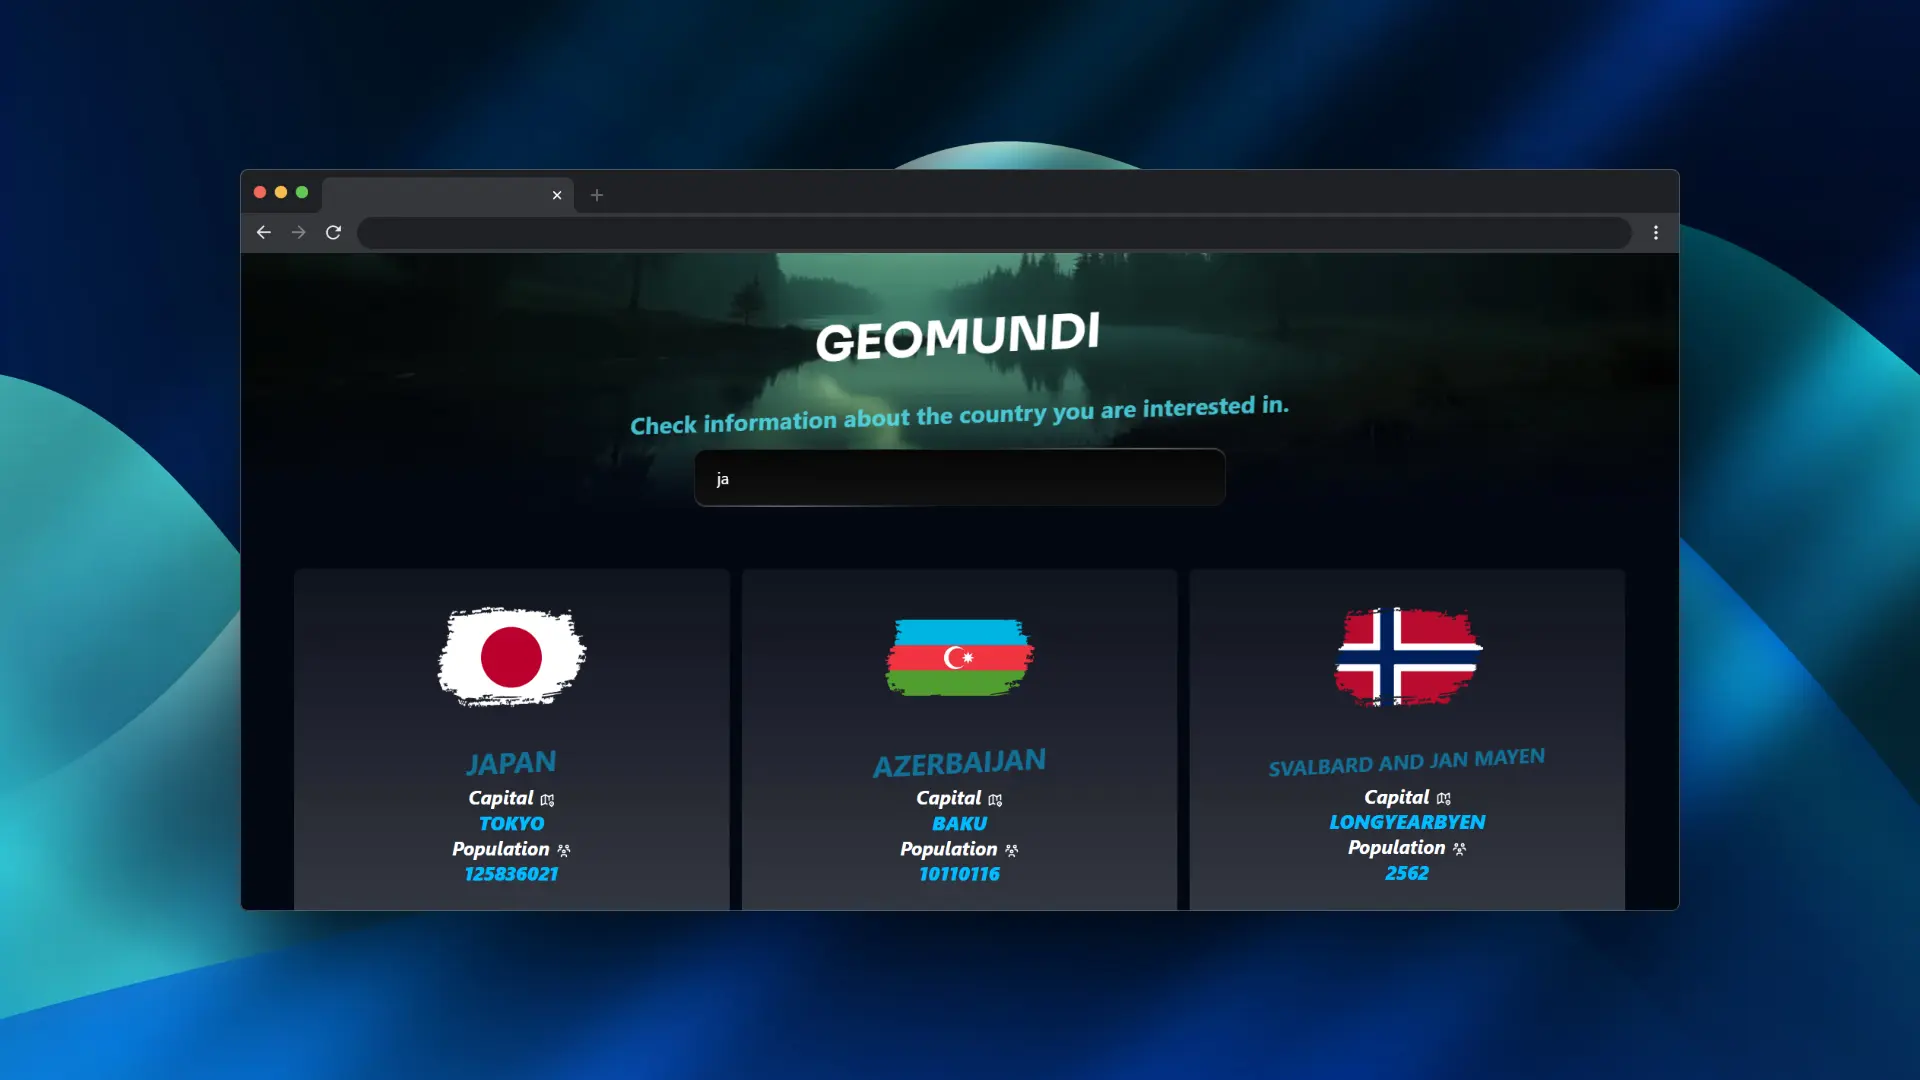 GEOMUNDI
Check information about the country you are interested in.
ja
JAPAN
Capital
TOKYO
Population
125836021
AZERBAIJAN
Capital
BAKU
Population
10110116
SVALBARD AND JAN MAYEN
Capital
LONGYEARBYEN
Population
2562